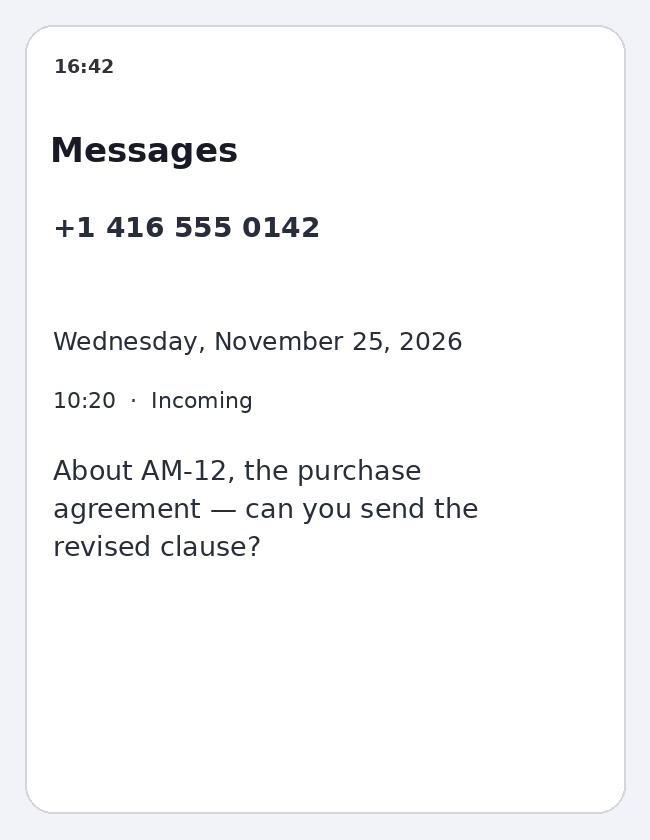 16:42
Messages
+1 416 555 0142
Wednesday, November 25, 2026
10:20 · Incoming
About AM-12, the purchase
agreement — can you send the
revised clause?